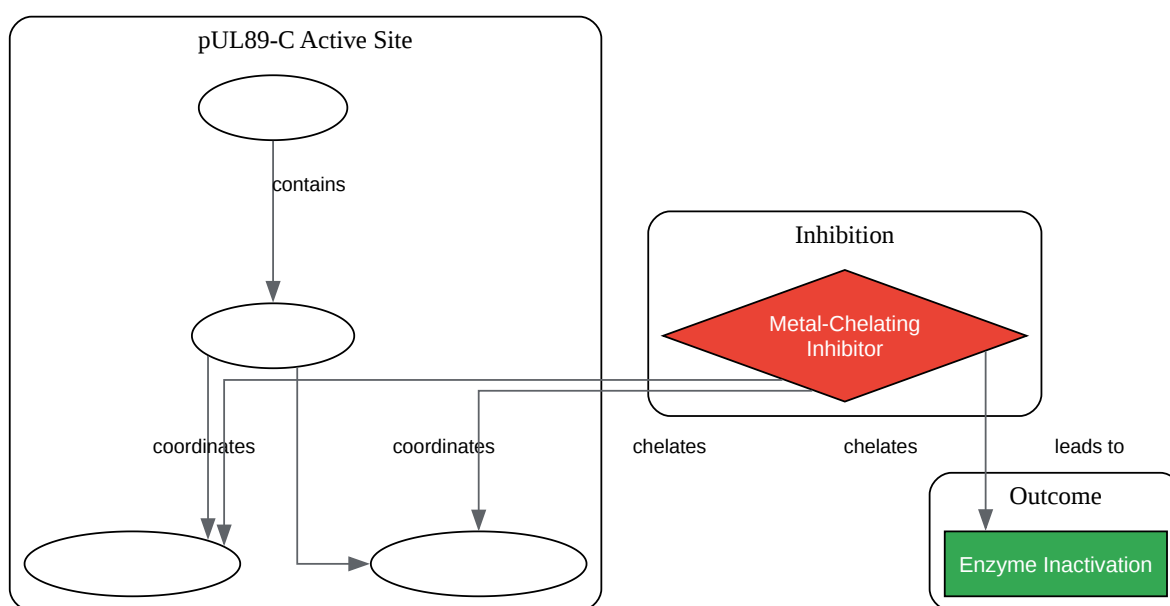 pUL89-C Active Site
contains
Inhibition
Metal-Chelating
Inhibitor
coordinates
coordinates
chelates
chelates
leads to
Outcome
Enzyme Inactivation